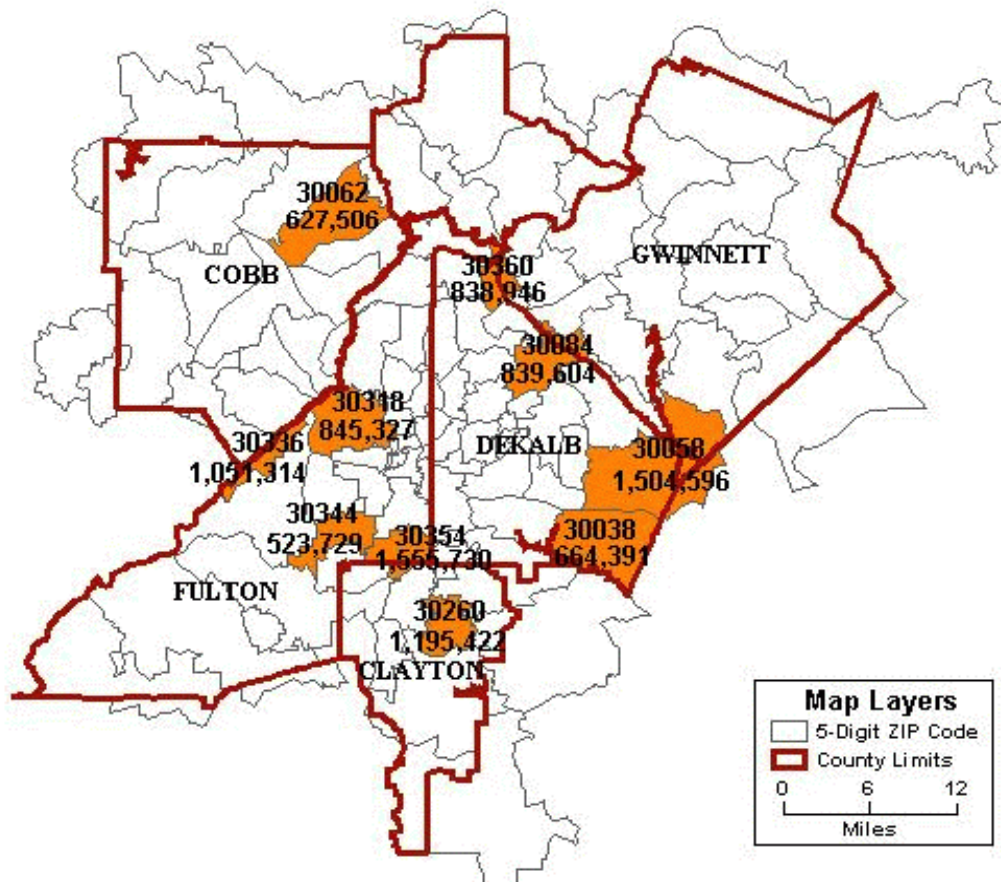 30062
627,506
COBB
GWINNETT
30360
838,946
30084
839,604
30318
845,327
30336
1,051,314
DEKALB
30058
1,504,596
30344
523,729
30354
1,555,730
30038
664,391
FULTON
30260
1,195,422
CLAYTON
Map Layers
5-Digit ZIP Code
County Limits
0 6 12
Miles